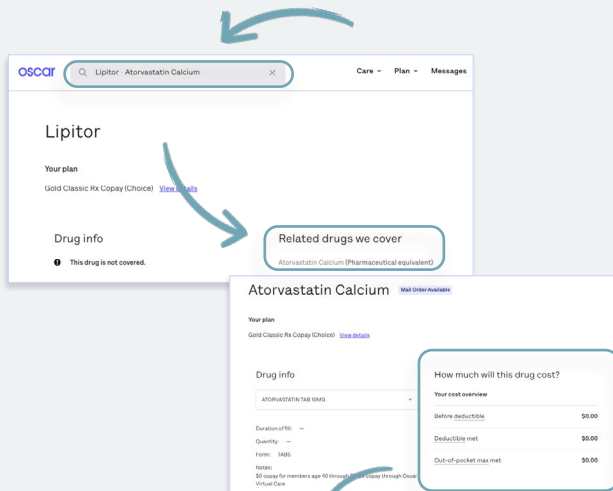 oscar
Lipitor - Atorvastatin Calcium
Care
Plan
Messages
Lipitor
Your plan
Gold Classic Rx Copay (Choice) View details
Drug info
This drug is not covered.
Related drugs we cover
Atorvastatin Calcium (Pharmaceutical equivalent)
Atorvastatin Calcium Mail Order Available
Your plan
Gold Classic Rx Copay (Choice) View details
Drug info
ATORVASTATIN TAB 10MG
Duration of fill: --
Quantity: --
Form: TABS
Notes:
$0 copay for members age 40 through copay through Oscar
Virtual Care
How much will this drug cost?
Your cost overview
Before deductible $0.00
Deductible met $0.00
Out-of-pocket max met $0.00